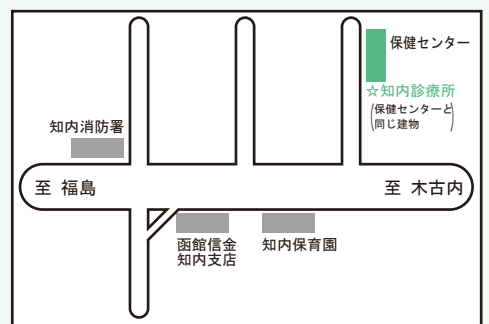 保健センター
☆知内診療所
(保健センターと
同じ建物)
知内消防署
至 福島
至 木古内
函館信金
知内支店
知内保育園